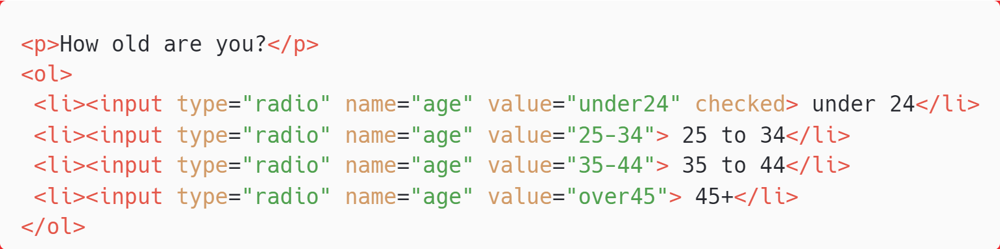 <p>How old are you?</p>
<ol>
 <li><input type="radio" name="age" value="under24" checked> under 24</li>
 <li><input type="radio" name="age" value="25-34"> 25 to 34</li>
 <li><input type="radio" name="age" value="35-44"> 35 to 44</li>
 <li><input type="radio" name="age" value="over45"> 45+</li>
</ol>